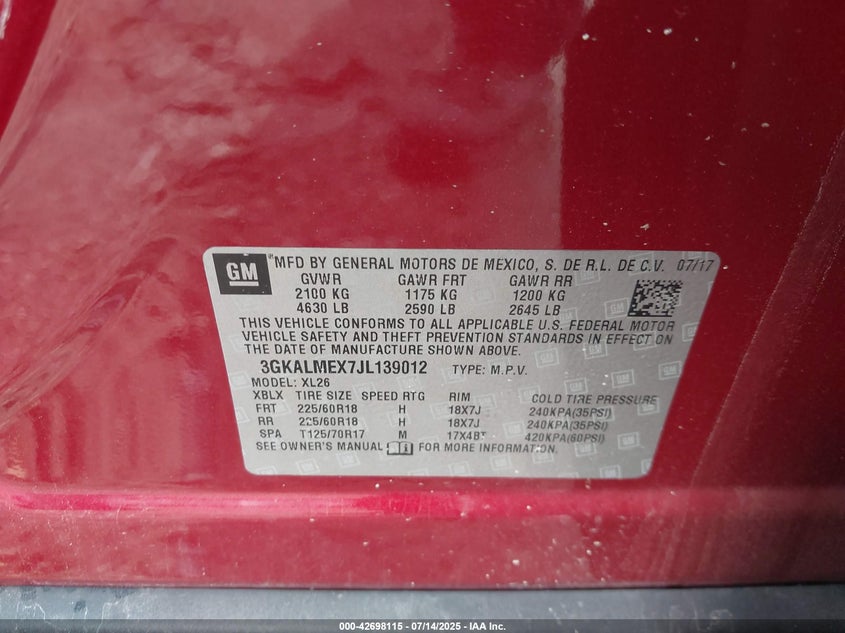 GM ® MFD BY GENERAL MOTORS DE MEXICO, S. DE R.L. DE C.V. 07/17
GVWR GAWR FRT GAWR RR
2100 KG 1175 KG 1200 KG
4630 LB 2590 LB 2645 LB
THIS VEHICLE CONFORMS TO ALL APPLICABLE U.S. FEDERAL MOTOR
VEHICLE SAFETY AND THEFT PREVENTION STANDARDS IN EFFECT ON
THE DATE OF MANUFACTURE SHOWN ABOVE.
3GKALMEX7JL139012 TYPE: M.P.V.
MODEL: XL26
XBLX TIRE SIZE SPEED RTG RIM COLD TIRE PRESSURE
FRT 225/60R18 H 18X7J 240KPA(35PSI)
RR 225/60R18 H 18X7J 240KPA(35PSI)
SPA T125/70R17 M 17X4BT 420KPA(60PSI)
SEE OWNER'S MANUAL FOR MORE INFORMATION.
000-42698115 - 07/14/2025 - IAA Inc.